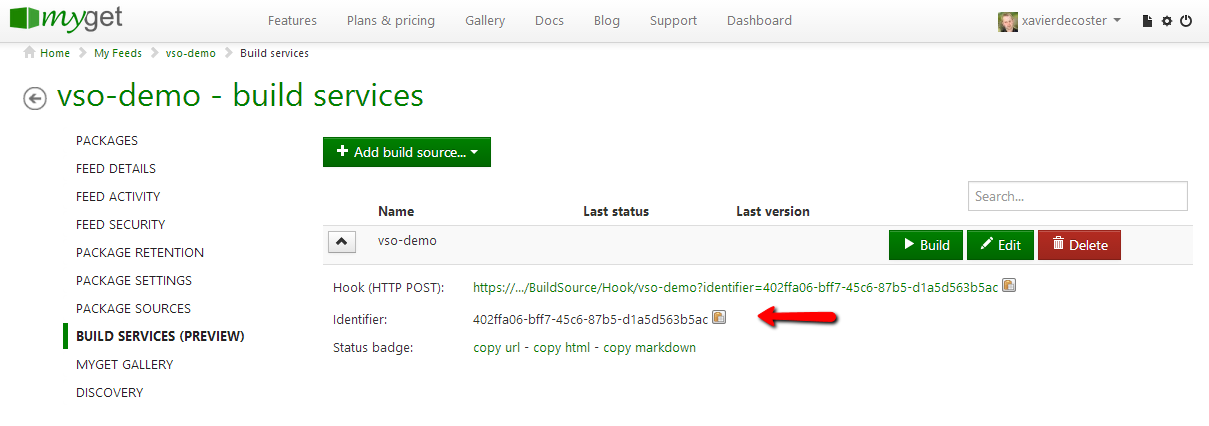 myget
Features Plans & pricing Gallery Docs Blog Support Dashboard xavierdecoster
Home My Feeds vso-demo Build services
vso-demo - build services
PACKAGES
FEED DETAILS
FEED ACTIVITY
FEED SECURITY
PACKAGE RETENTION
PACKAGE SETTINGS
PACKAGE SOURCES
BUILD SERVICES (PREVIEW)
MYGET GALLERY
DISCOVERY
Add build source...
Search...
Name Last status Last version
vso-demo Build Edit Delete
Hook (HTTP POST): https://.../BuildSource/Hook/vso-demo?identifier=402ffa06-bff7-45c6-87b5-d1a5d563b5ac
Identifier: 402ffa06-bff7-45c6-87b5-d1a5d563b5ac
Status badge: copy url - copy html - copy markdown